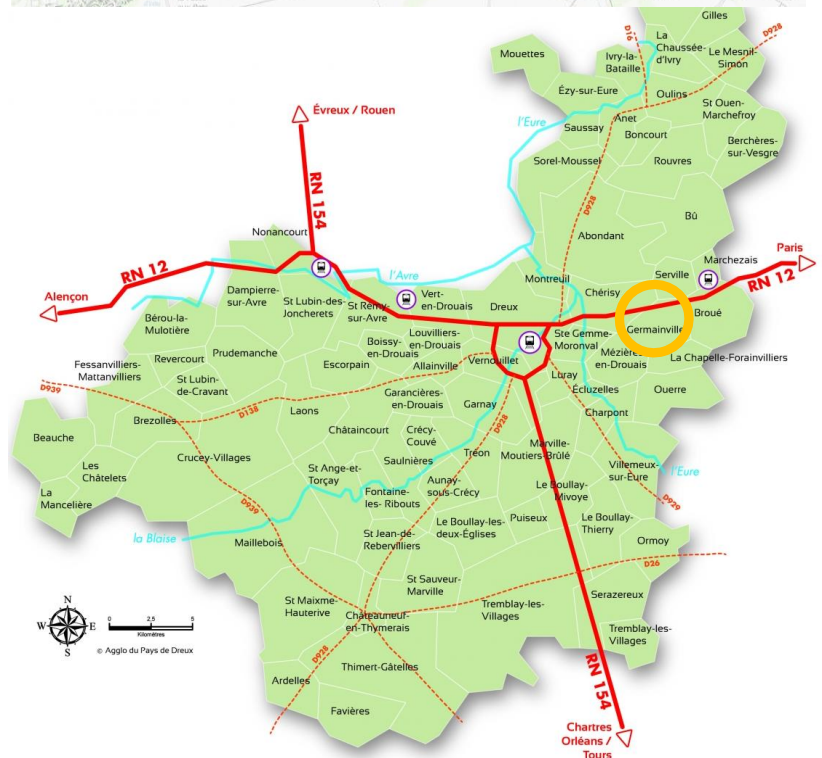 Gilles
La
Chaussée-
d'Ivry
D16
D928
Mouettes
Ivry-la-
Bataille
Le Mesnil-
Simon
Ézy-sur-Eure
Oulins
St Ouen-
Marchefroy
Évreux / Rouen
l'Eure
Anet
Saussay
Boncourt
Berchères-
sur-Vesgre
Sorel-Moussel
Rouvres
RN 154
D928
Bû
Nonancourt
Abondant
Paris
Marchezais
RN 12
l'Avre
Serville
RN 12
Montreuil
Chérisy
Alençon
Dampierre-
sur-Avre
St Lubin-des-
Joncherets
St Rémy-
sur-Avre
Vert-
en-Drouais
Dreux
Broué
Bérou-la-
Mulotière
Louvilliers-
en-Drouais
Ste Gemme-
Moronval
Germainville
Boissy-
en-Drouais
Mézières-
en-Drouais
La Chapelle-Forainvilliers
Revercourt
Prudemanche
Fessanvilliers-
Mattanvilliers
Escorpain
Allainville
Vernouillet
Luray
Écluzelles
Ouerre
St Lubin-
de-Cravant
D939
Garancières-
en-Drouais
Garnay
Charpont
D138
Laons
D928
Brezolles
Châtaincourt
Crécy-
Couvé
Beauche
Marville-
Moutiers-Brûlé
Crucey-Villages
Saulnières
Tréon
Les
Châtelets
St Ange-et-
Torçay
Villemeux-
sur-Eure
l'Eure
Aunay-
sous-Crécy
La
Mancelière
Fontaine-
les- Ribouts
Le Boullay-
Mivoye
D929
D939
Le Boullay-les-
deux-Églises
Puiseux
Le Boullay-
Thierry
la Blaise
Maillebois
St Jean-de-
Rebervilliers
Ormoy
D26
St Sauveur-
Marville
Serazereux
St Maixme-
Hauterive
Tremblay-les-
Villages
Châteauneuf-
en-Thymerais
N
W
E
S
0 2,5 5
Kilomètres
© Agglo du Pays de Dreux
Tremblay-les-
Villages
D928
Thimert-Gâtelles
RN 154
Ardelles
Favières
Chartres
Orléans /
Tours